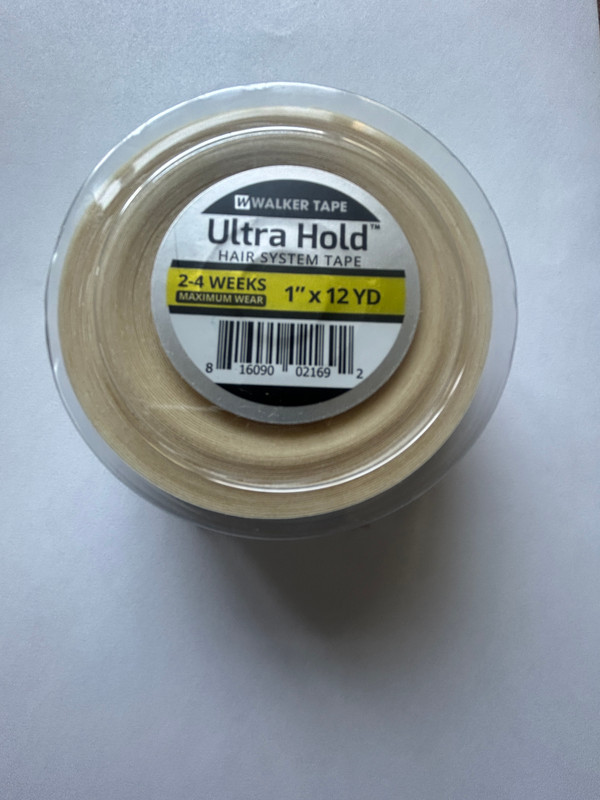 W WALKER TAPE
Ultra Hold™
HAIR SYSTEM TAPE
2-4 WEEKS
MAXIMUM WEAR
1" x 12 YD
8 16090 02169 2